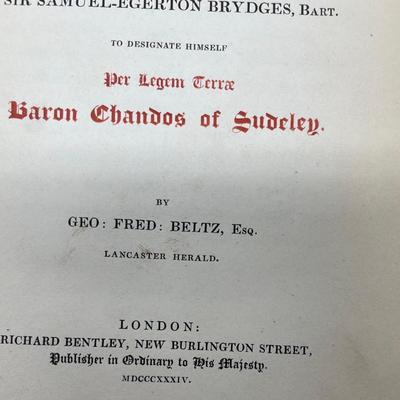 SIR SAMUEL-EGERTON BRYDGES, BART.
TO DESIGNATE HIMSELF
Per Legem Terræ
Baron Chandos of Sudeley.
BY
GEO: FRED: BELTZ, ESQ.
LANCASTER HERALD.
LONDON:
RICHARD BENTLEY, NEW BURLINGTON STREET,
Publisher in Ordinary to His Majesty.
MDCCCXXXIV.